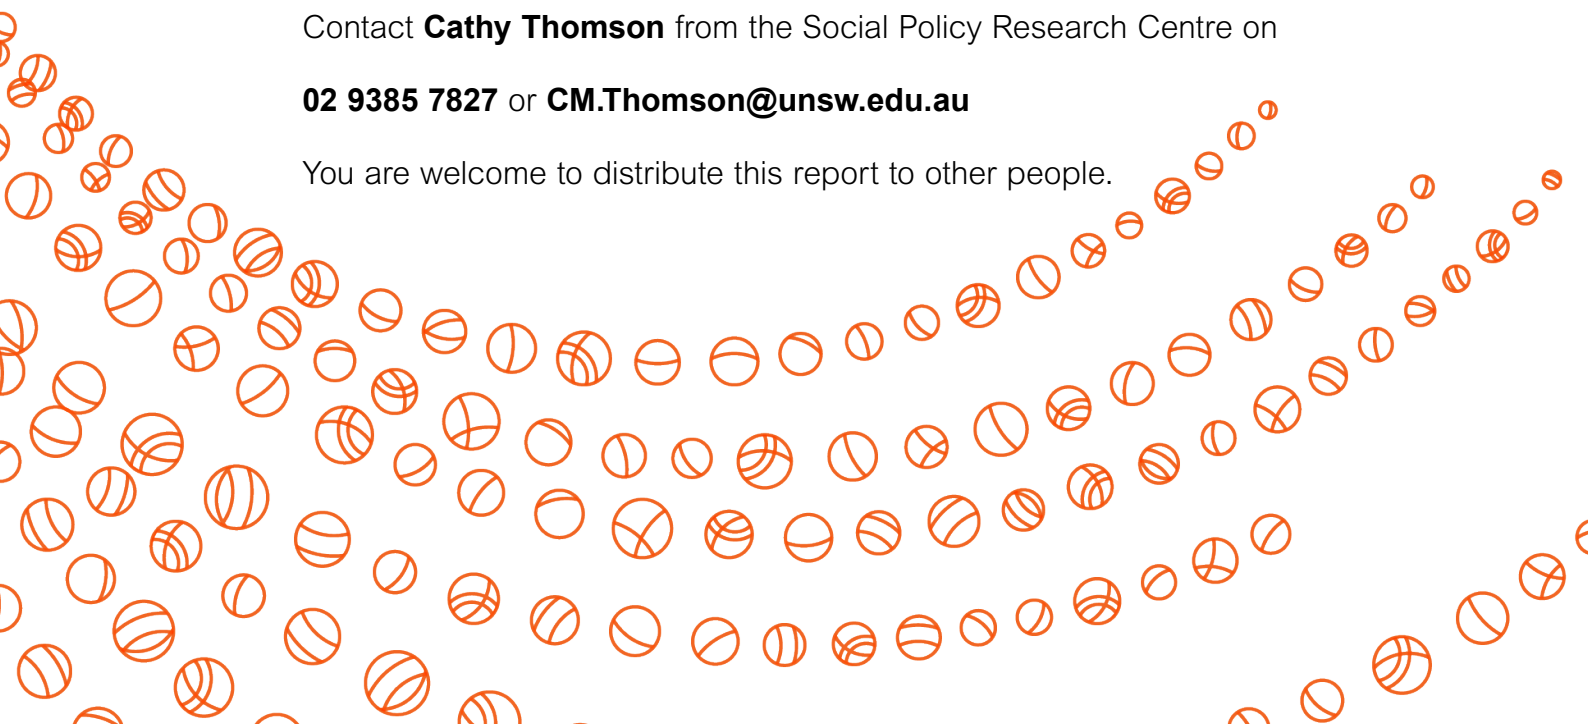 Contact Cathy Thomson from the Social Policy Research Centre on
02 9385 7827 or CM.Thomson@unsw.edu.au
You are welcome to distribute this report to other people.